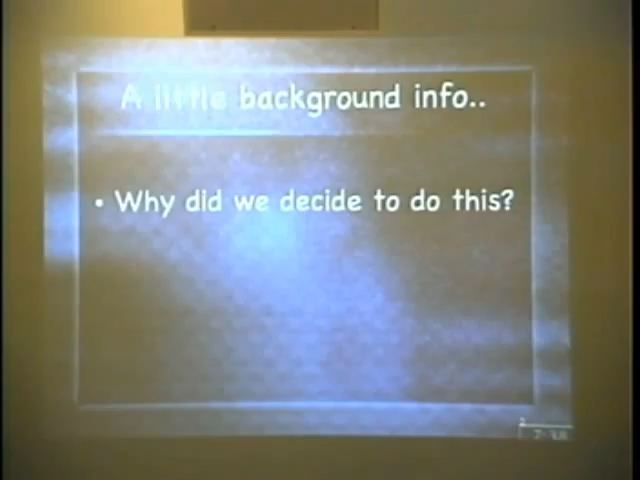 A little background info..
• Why did we decide to do this?